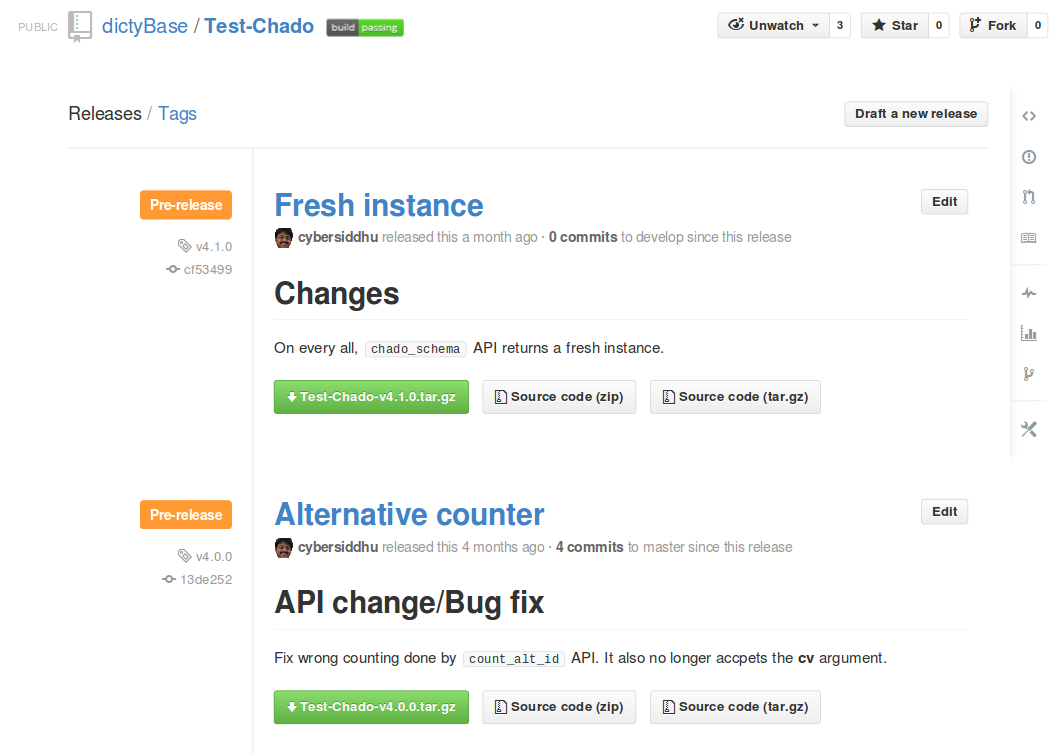 PUBLIC dictyBase / Test-Chado build passing Unwatch 3 Star 0 Fork 0
Releases / Tags Draft a new release
Pre-release Fresh instance Edit
v4.1.0 cybersiddhu released this a month ago · 0 commits to develop since this release
cf53499
Changes
On every all, chado_schema API returns a fresh instance.
Test-Chado-v4.1.0.tar.gz Source code (zip) Source code (tar.gz)
Pre-release Alternative counter Edit
v4.0.0 cybersiddhu released this 4 months ago · 4 commits to master since this release
13de252
API change/Bug fix
Fix wrong counting done by count_alt_id API. It also no longer accpets the cv argument.
Test-Chado-v4.0.0.tar.gz Source code (zip) Source code (tar.gz)